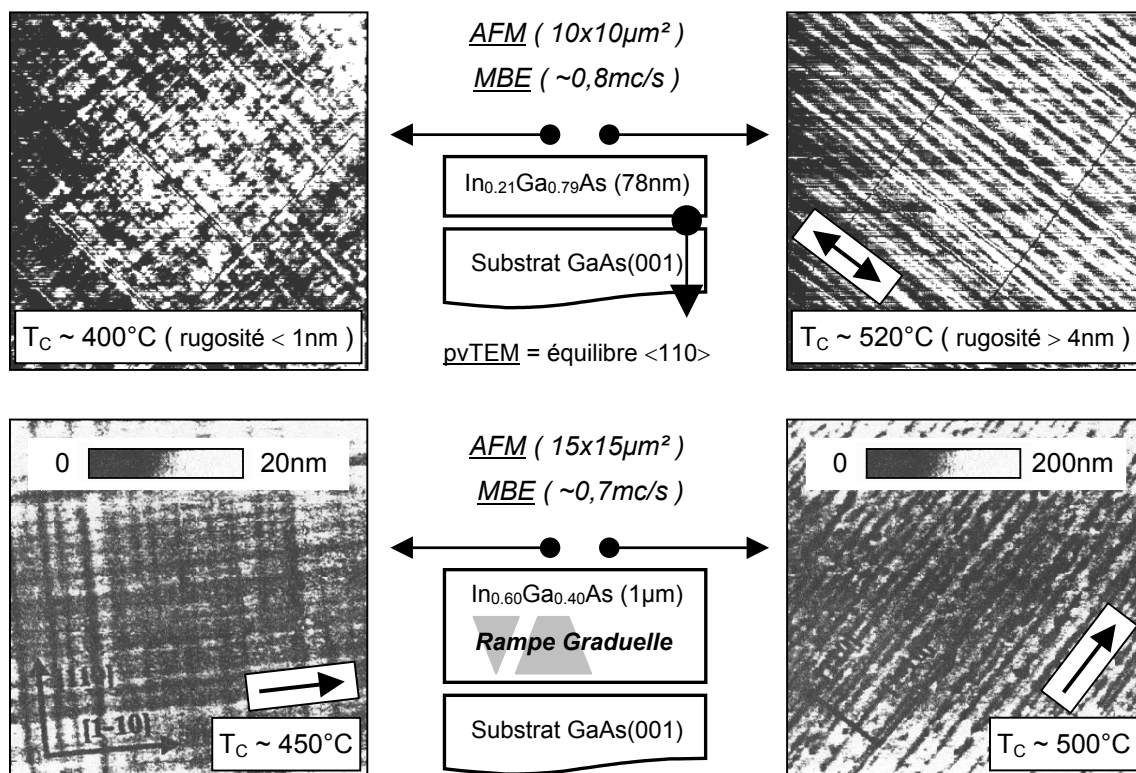 AFM ( 10x10µm² )
MBE ( ~0,8mc/s )
In0.21Ga0.79As (78nm)
Substrat GaAs(001)
TC ~ 400°C ( rugosité < 1nm )
TC ~ 520°C ( rugosité > 4nm )
pvTEM = équilibre <110>
0 20nm
AFM ( 15x15µm² )
MBE ( ~0,7mc/s )
0 200nm
In0.60Ga0.40As (1µm)
Rampe Graduelle
[1-10]
TC ~ 450°C
Substrat GaAs(001)
TC ~ 500°C